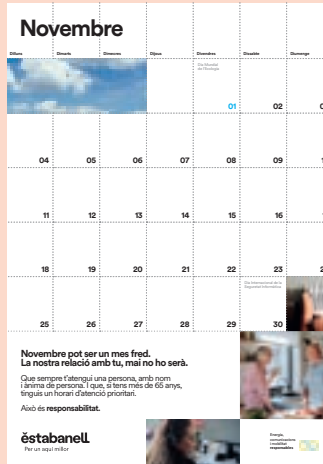 Novembre
Dilluns Dimarts Dimecres Dijous Divendres Dissabte Diumenge
Dia Mundial
de l'Ecologia
01 02
04 05 06 07 08 09
11 12 13 14 15 16
18 19 20 21 22 23
Dia Internacional de la
Seguretat Informàtica
25 26 27 28 29 30
Novembre pot ser un mes fred.
La nostra relació amb tu, mai no ho serà.
Que sempre t'atengui una persona, amb nom
i ànima de persona. I que, si tens més de 65 anys,
tinguis un horari d'atenció prioritari.
Això és responsabilitat.
èstabanell
Per un aquí millor
Energia,
comunicacions
i mobilitat
responsables